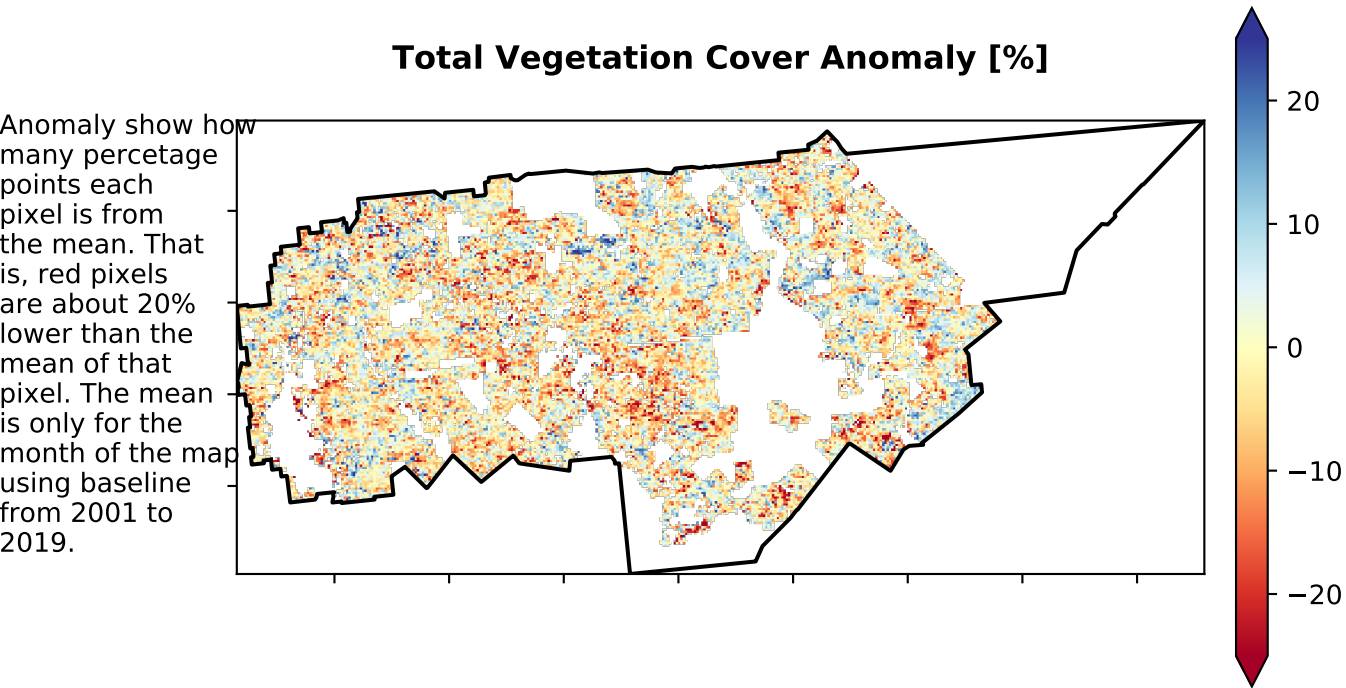 Total Vegetation Cover Anomaly [%]
Anomaly show how
many percetage
points each
pixel is from
the mean. That
is, red pixels
are about 20%
lower than the
mean of that
pixel. The mean
is only for the
month of the map
using baseline
from 2001 to
2019.
20
10
0
−10
−20